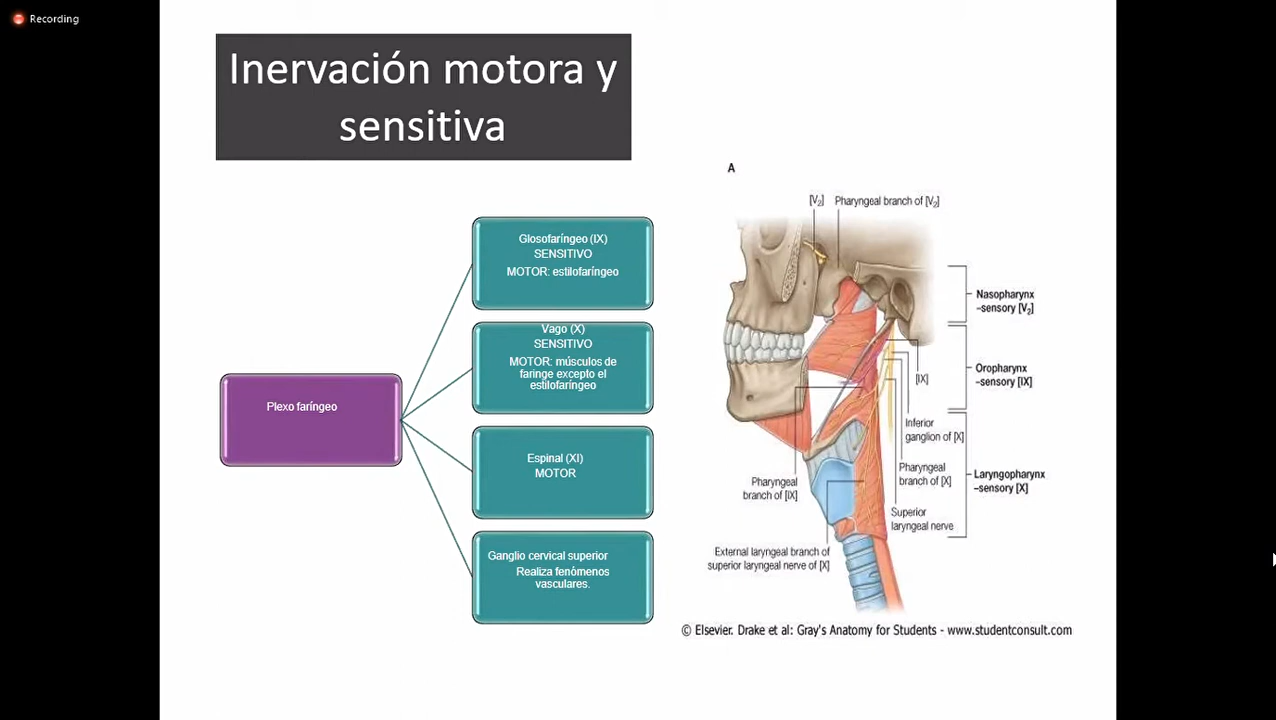 Recording
Inervación motora y
sensitiva
Plexo faríngeo
Glosofaríngeo (IX)
SENSITIVO
MOTOR: estilofaríngeo
Vago (X)
SENSITIVO
MOTOR: músculos de
faringe excepto el
estilofaríngeo
Espinal (XI)
MOTOR
Ganglio cervical superior
Realiza fenómenos
vasculares.
A
[V2]
Pharyngeal branch of [V2]
Nasopharynx
–sensory [V2]
Oropharynx
–sensory [IX]
[IX]
Inferior
ganglion of [X]
Pharyngeal
branch of [X]
Laryngopharynx
–sensory [X]
Pharyngeal
branch of [IX]
Superior
laryngeal nerve
External laryngeal branch of
superior laryngeal nerve of [X]
© Elsevier. Drake et al: Gray's Anatomy for Students - www.studentconsult.com